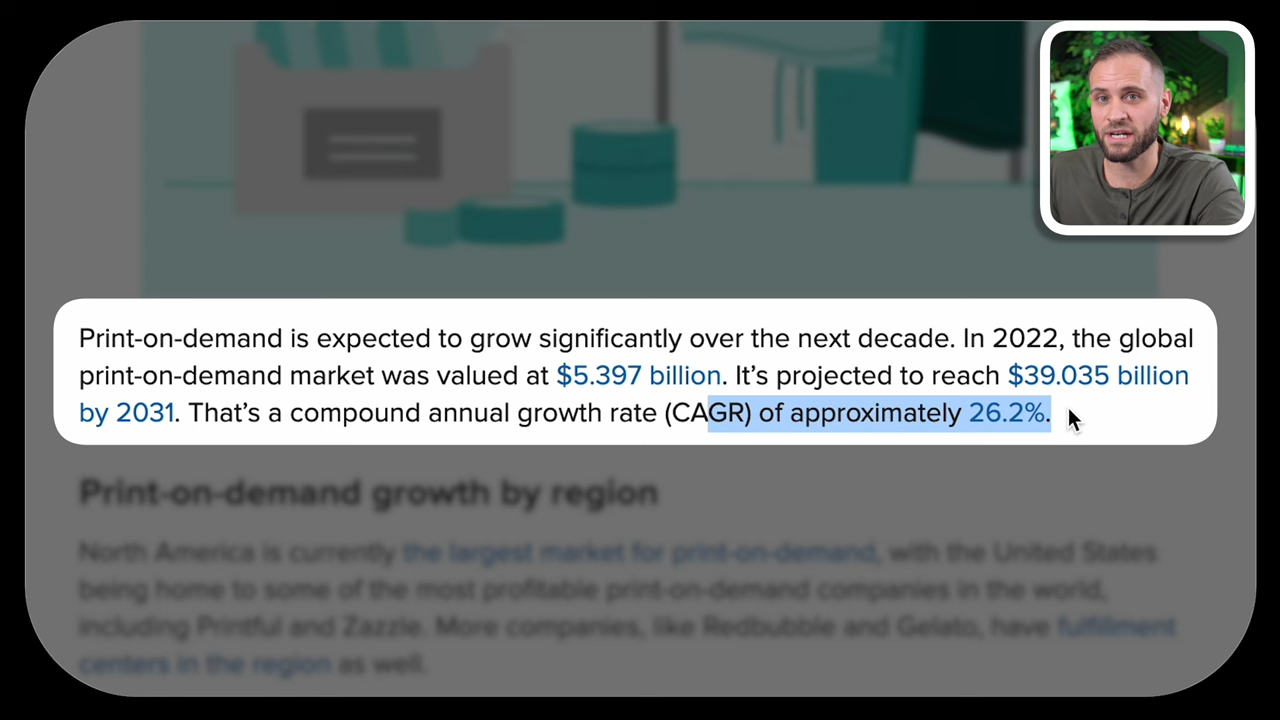 Print-on-demand is expected to grow significantly over the next decade. In 2022, the global
print-on-demand market was valued at $5.397 billion. It’s projected to reach $39.035 billion
by 2031. That’s a compound annual growth rate (CAGR) of approximately 26.2%.
Print-on-demand growth by region
North America is currently the largest market for print-on-demand, with the United States
being home to some of the most profitable print-on-demand companies in the world,
including Printful and Zazzle. More companies, like Redbubble and Gelato, have fulfillment
centers in the region as well.